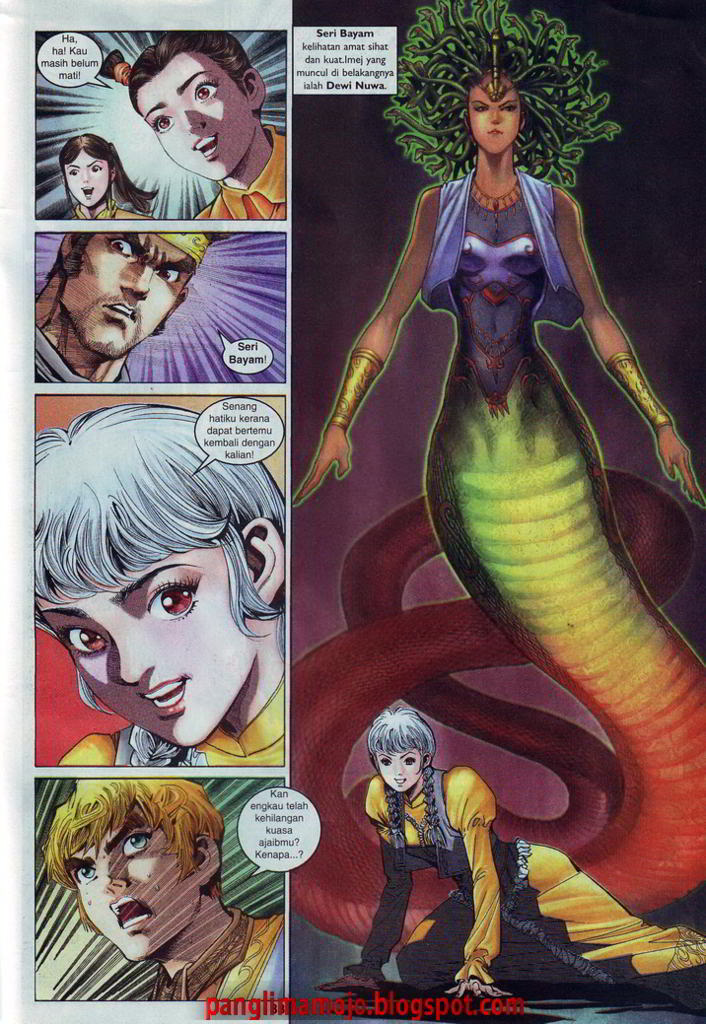 Ha,
ha! Kau
masih belum
mati!
Seri Bayam
kelihatan amat sihat
dan kuat.Imej yang
muncul di belakangnya
ialah Dewi Nuwa.
Seri
Bayam!
Senang
hatiku kerana
dapat bertemu
kembali dengan
kalian!
Kan
engkau telah
kehilangan
kuasa
ajaibmu?
Kenapa...?
panglimamojo.blogspot.com